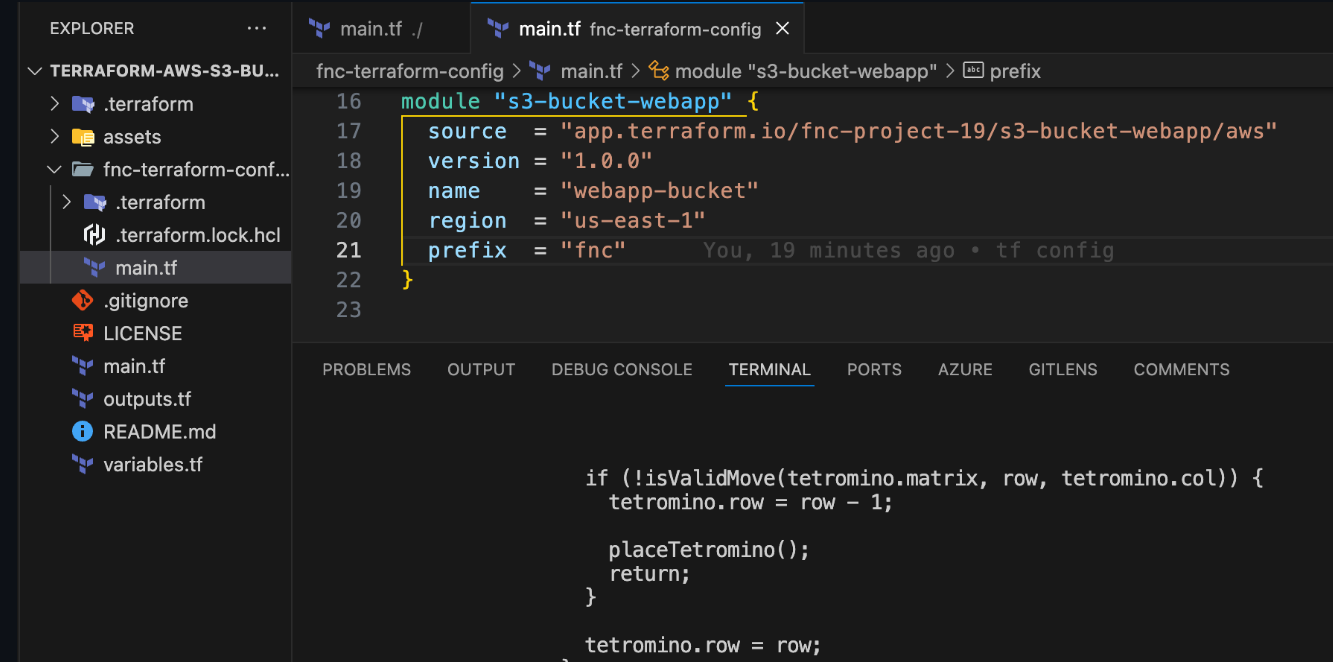 EXPLORER ...
TERRAFORM-AWS-S3-BU...
.terraform
assets
fnc-terraform-conf...
.terraform
.terraform.lock.hcl
main.tf
.gitignore
LICENSE
main.tf
outputs.tf
README.md
variables.tf
main.tf ./
main.tf fnc-terraform-config
fnc-terraform-config > main.tf > module "s3-bucket-webapp" > abc prefix
16 module "s3-bucket-webapp" {
17   source  = "app.terraform.io/fnc-project-19/s3-bucket-webapp/aws"
18   version = "1.0.0"
19   name    = "webapp-bucket"
20   region  = "us-east-1"
21   prefix  = "fnc"      You, 19 minutes ago • tf config
22 }
23
PROBLEMS OUTPUT DEBUG CONSOLE TERMINAL PORTS AZURE GITLENS COMMENTS
if (!isValidMove(tetromino.matrix, row, tetromino.col)) {
  tetromino.row = row - 1;
  placeTetromino();
  return;
}
tetromino.row = row;